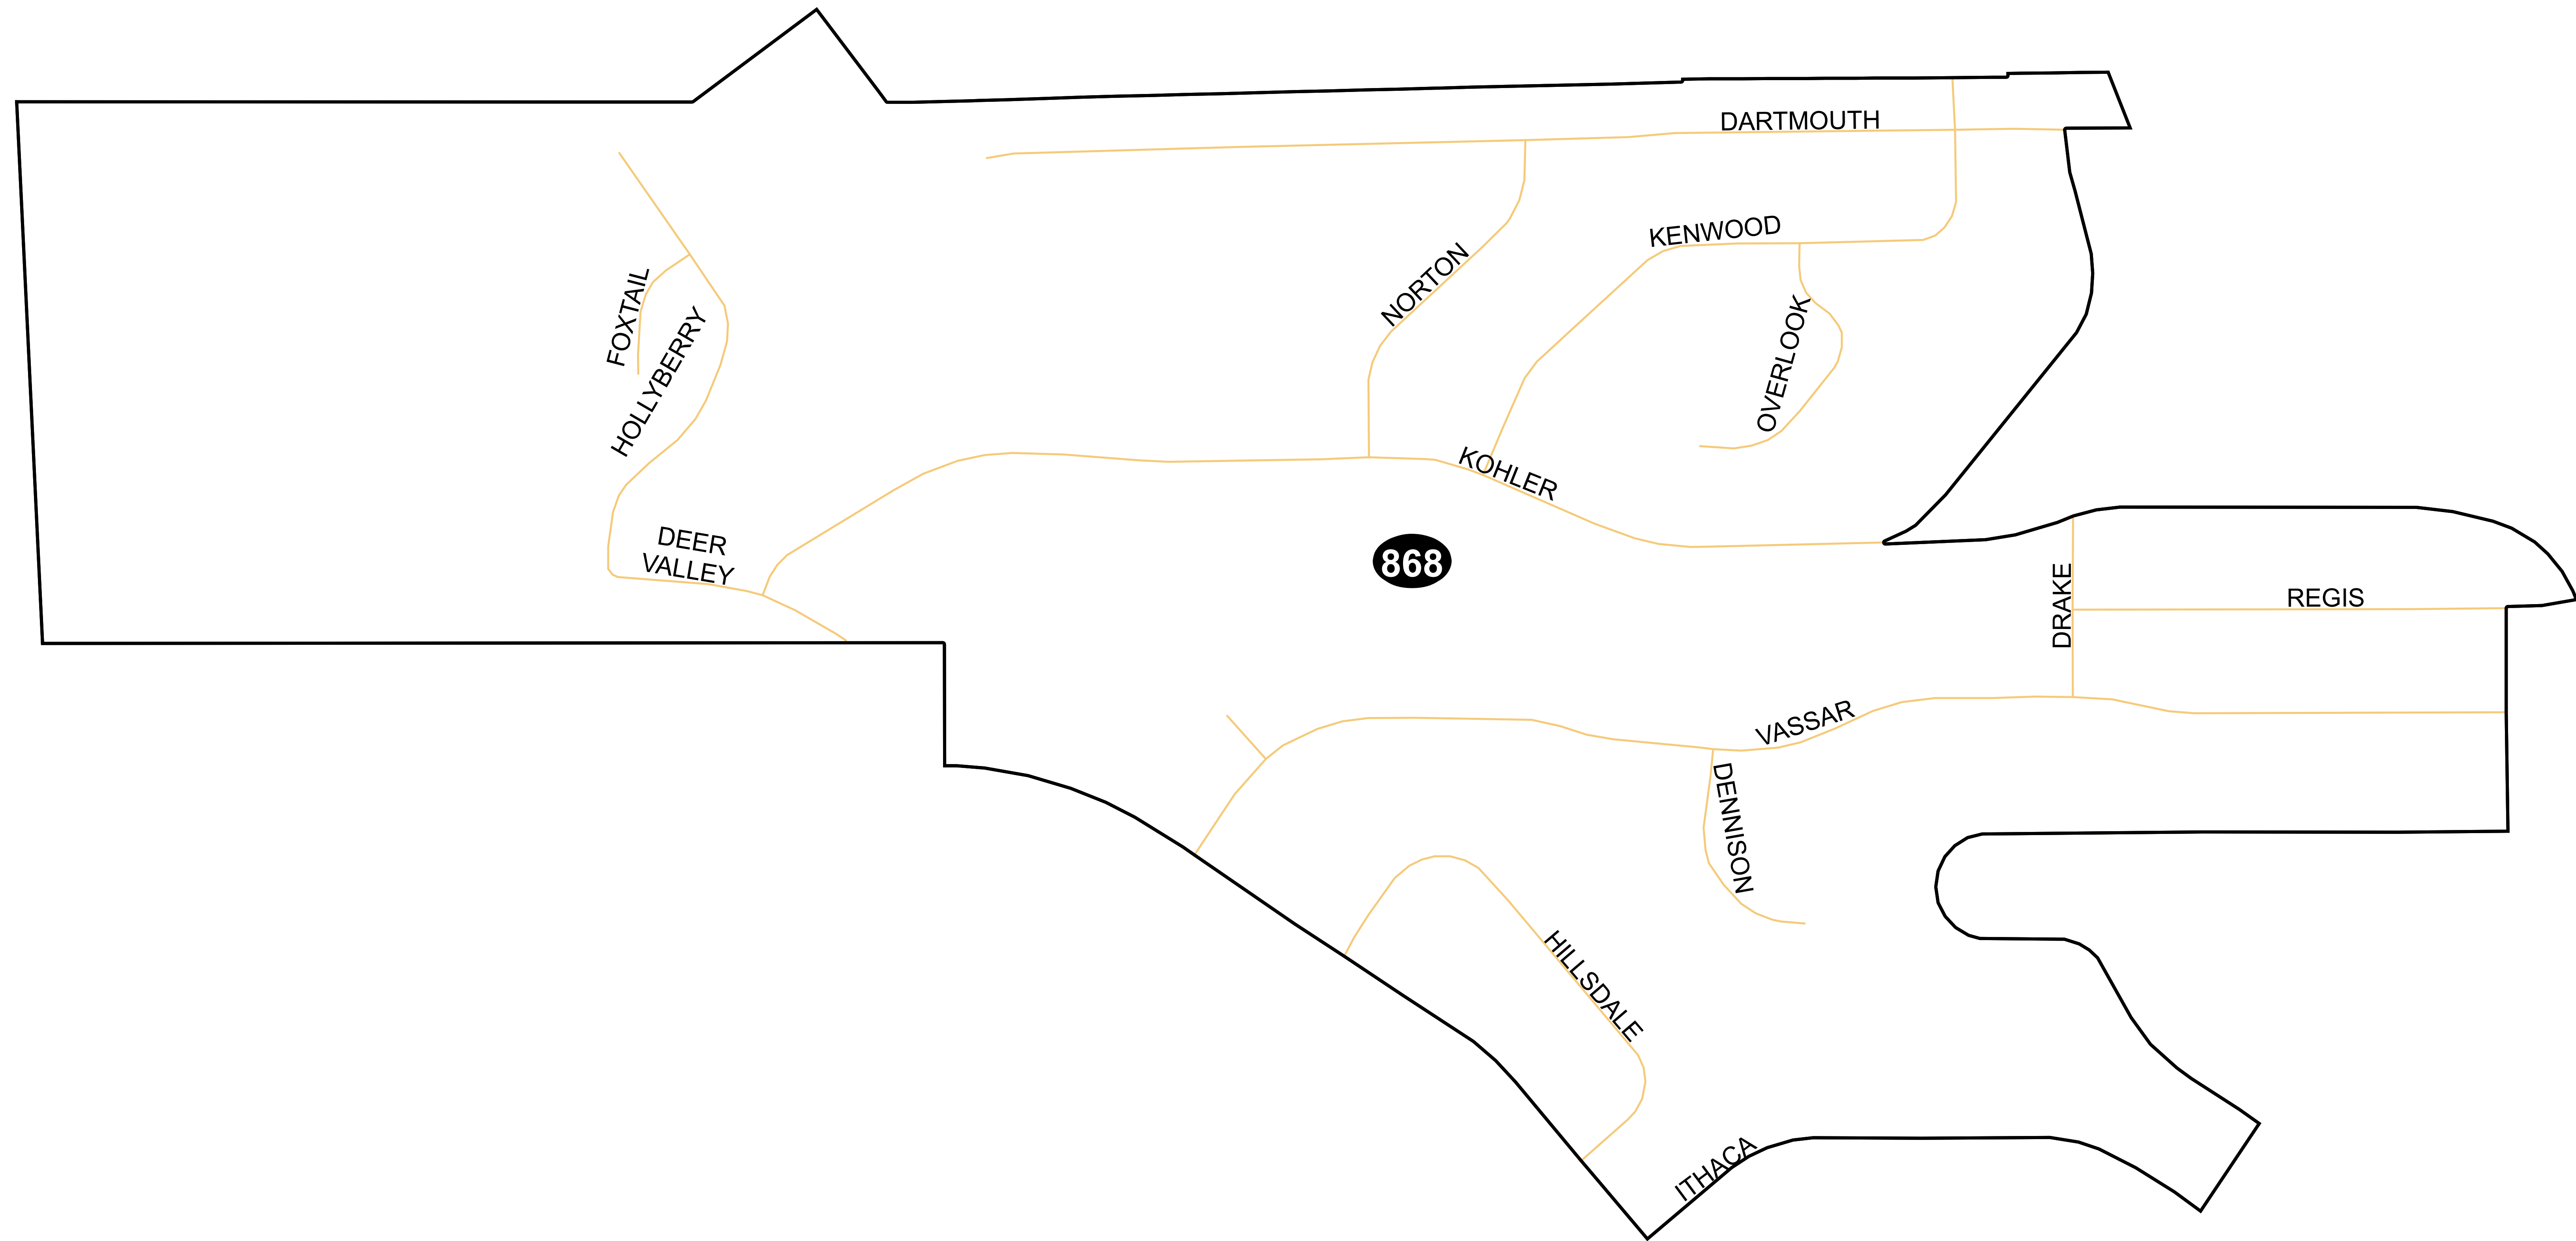 DARTMOUTH
KENWOOD
NORTON
FOXTAIL
HOLLYBERRY
OVERLOOK
KOHLER
DEER
VALLEY
868
DRAKE
REGIS
VASSAR
DENNISON
HILLSDALE
ITHACA